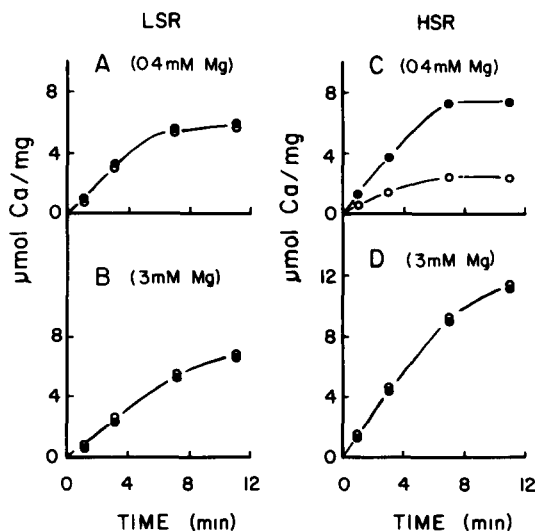 LSR
HSR
A (04mM Mg)
C (04mM Mg)
8
4
0
8
4
0
μmol Ca/mg
μmol Ca/mg
B (3mM Mg)
D (3mM Mg)
8
4
0
12
8
4
0
0 4 8 12
0 4 8 12
TIME (min)
TIME (min)